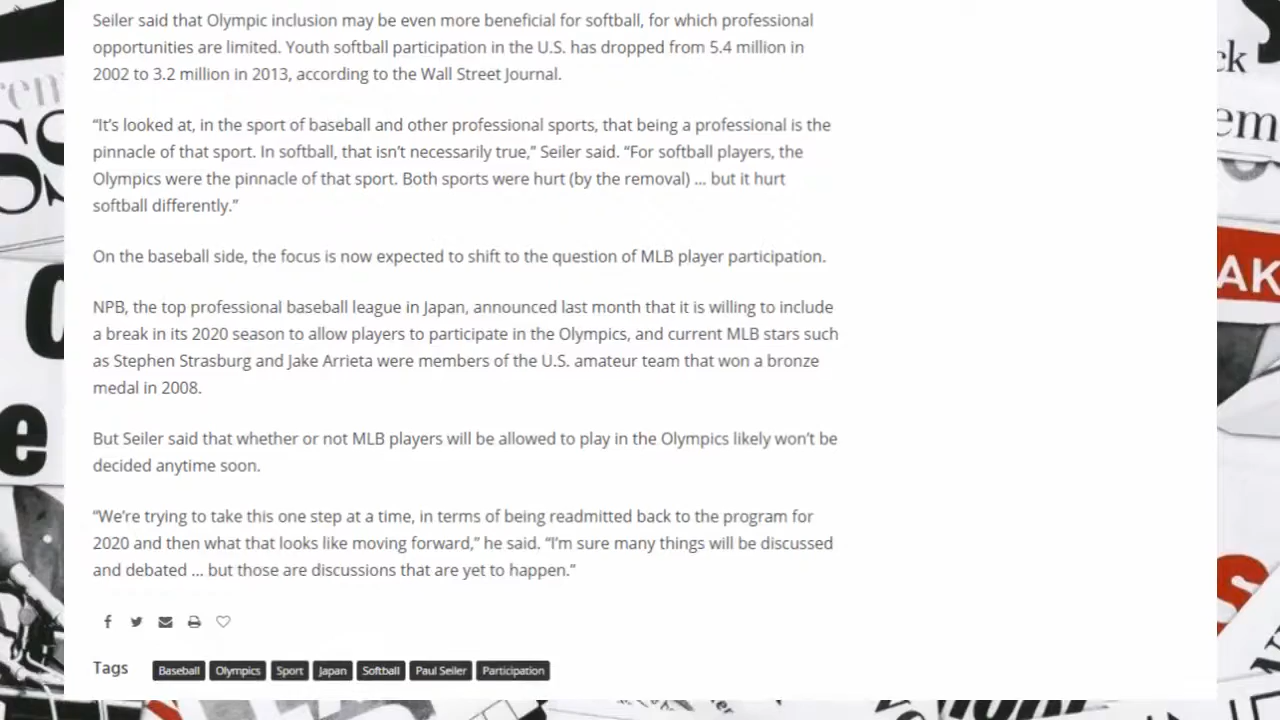 Seiler said that Olympic inclusion may be even more beneficial for softball, for which professional
opportunities are limited. Youth softball participation in the U.S. has dropped from 5.4 million in
2002 to 3.2 million in 2013, according to the Wall Street Journal.
“It’s looked at, in the sport of baseball and other professional sports, that being a professional is the
pinnacle of that sport. In softball, that isn’t necessarily true,” Seiler said. “For softball players, the
Olympics were the pinnacle of that sport. Both sports were hurt (by the removal) ... but it hurt
softball differently.”
On the baseball side, the focus is now expected to shift to the question of MLB player participation.
NPB, the top professional baseball league in Japan, announced last month that it is willing to include
a break in its 2020 season to allow players to participate in the Olympics, and current MLB stars such
as Stephen Strasburg and Jake Arrieta were members of the U.S. amateur team that won a bronze
medal in 2008.
But Seiler said that whether or not MLB players will be allowed to play in the Olympics likely won’t be
decided anytime soon.
“We’re trying to take this one step at a time, in terms of being readmitted back to the program for
2020 and then what that looks like moving forward,” he said. “I’m sure many things will be discussed
and debated ... but those are discussions that are yet to happen.”
Tags Baseball Olympics Sport Japan Softball Paul Seiler Participation